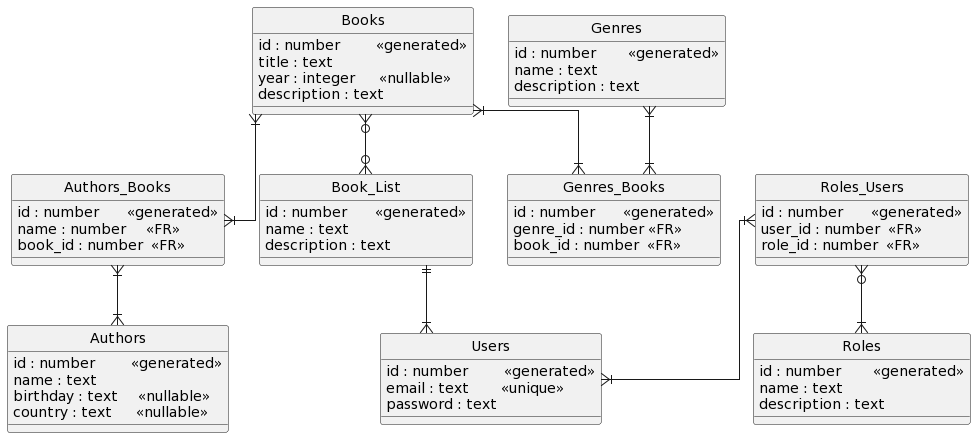 Books
id : number «generated»
title : text
year : integer «nullable»
description : text
Genres
id : number «generated»
name : text
description : text
Authors_Books
id : number «generated»
name : number «FR»
book_id : number «FR»
Book_List
id : number «generated»
name : text
description : text
Genres_Books
id : number «generated»
genre_id : number «FR»
book_id : number «FR»
Roles_Users
id : number «generated»
user_id : number «FR»
role_id : number «FR»
Authors
id : number «generated»
name : text
birthday : text «nullable»
country : text «nullable»
Users
id : number «generated»
email : text «unique»
password : text
Roles
id : number «generated»
name : text
description : text